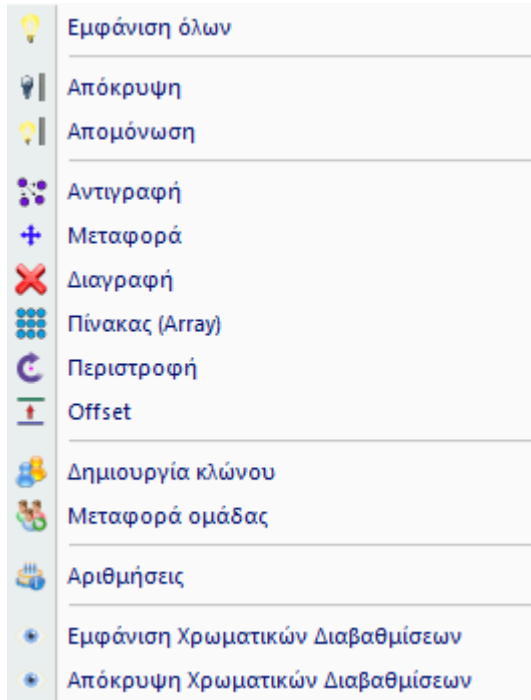 Εμφάνιση όλων
Απόκρυψη
Απομόνωση
Αντιγραφή
Μεταφορά
Διαγραφή
Πίνακας (Array)
Περιστροφή
Offset
Δημιουργία κλώνου
Μεταφορά ομάδας
Αριθμήσεις
Εμφάνιση Χρωματικών Διαβαθμίσεων
Απόκρυψη Χρωματικών Διαβαθμίσεων